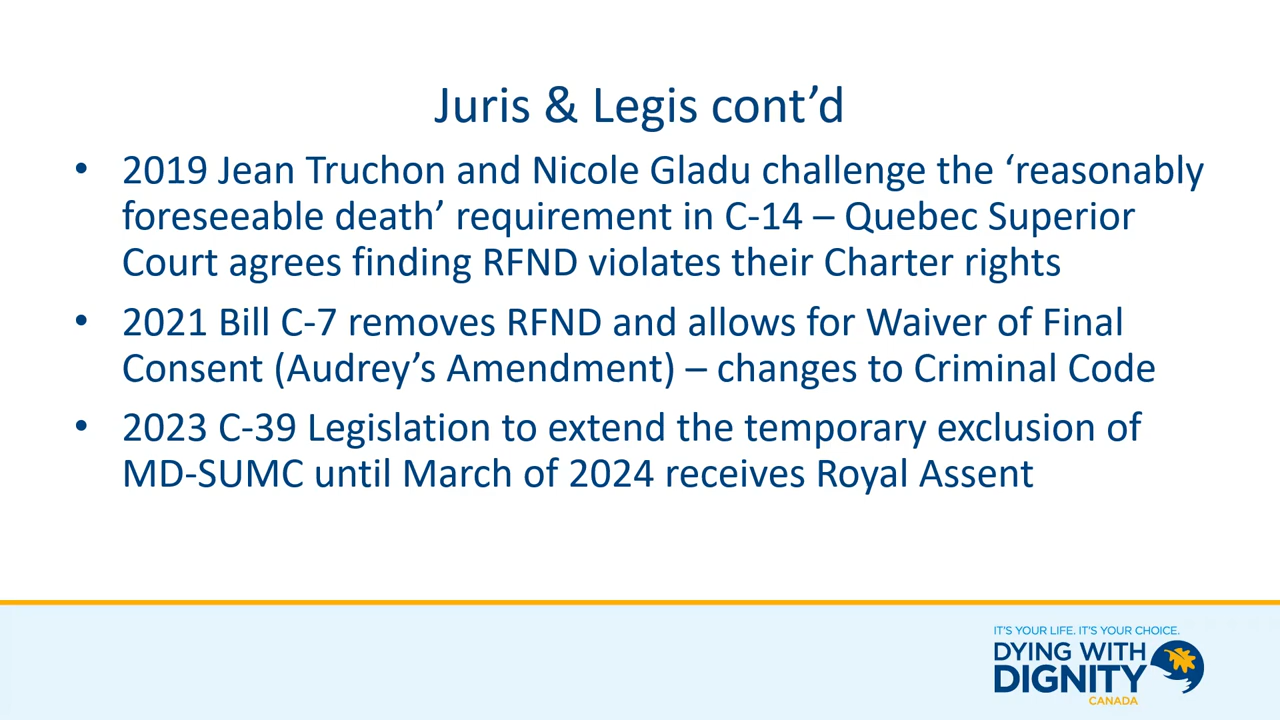 Juris & Legis cont’d
• 2019 Jean Truchon and Nicole Gladu challenge the ‘reasonably
foreseeable death’ requirement in C-14 – Quebec Superior
Court agrees finding RFND violates their Charter rights
• 2021 Bill C-7 removes RFND and allows for Waiver of Final
Consent (Audrey’s Amendment) – changes to Criminal Code
• 2023 C-39 Legislation to extend the temporary exclusion of
MD-SUMC until March of 2024 receives Royal Assent
IT'S YOUR LIFE. IT'S YOUR CHOICE.
DYING WITH
DIGNITY
CANADA